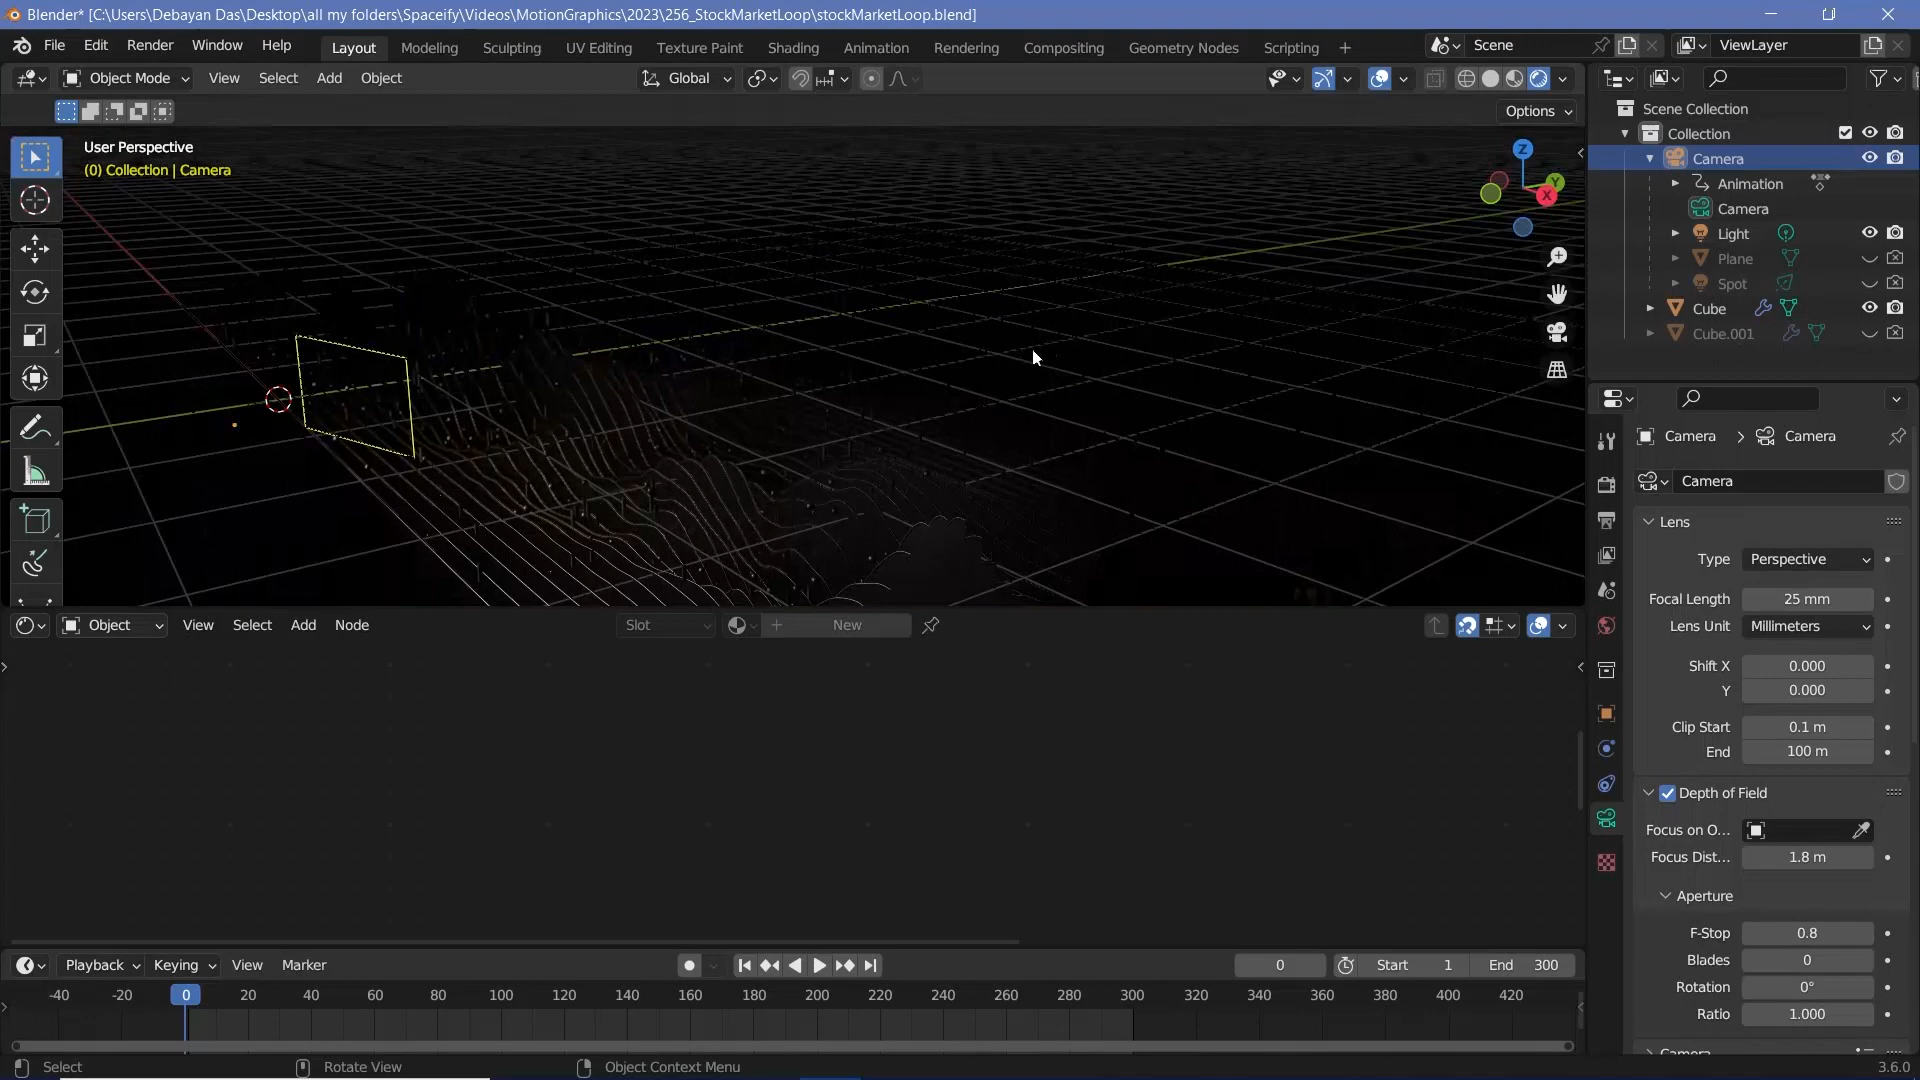 Blender* [C:\Users\Debayan Das\Desktop\all my folders\Spaceify\Videos\MotionGraphics\2023\256_StockMarketLoop\stockMarketLoop.blend]
File Edit Render Window Help Layout Modeling Sculpting UV Editing Texture Paint Shading Animation Rendering Compositing Geometry Nodes Scripting + Scene ViewLayer
Object Mode View Select Add Object Global
Options
User Perspective
(0) Collection | Camera
Z
Y
X
Scene Collection
Collection
Camera
Animation
Camera
Light
Plane
Spot
Cube
Cube.001
Camera > Camera
Camera
Lens
Type Perspective
Focal Length 25 mm
Lens Unit Millimeters
Shift X 0.000
Y 0.000
Clip Start 0.1 m
End 100 m
Depth of Field
Focus on O...
Focus Dist... 1.8 m
Aperture
F-Stop 0.8
Blades 0
Rotation 0°
Ratio 1.000
Camera
Object View Select Add Node Slot + New
Playback Keying View Marker 0 Start 1 End 300
-40 -20 0 20 40 60 80 100 120 140 160 180 200 220 240 260 280 300 320 340 360 380 400 420
Select Rotate View Object Context Menu 3.6.0